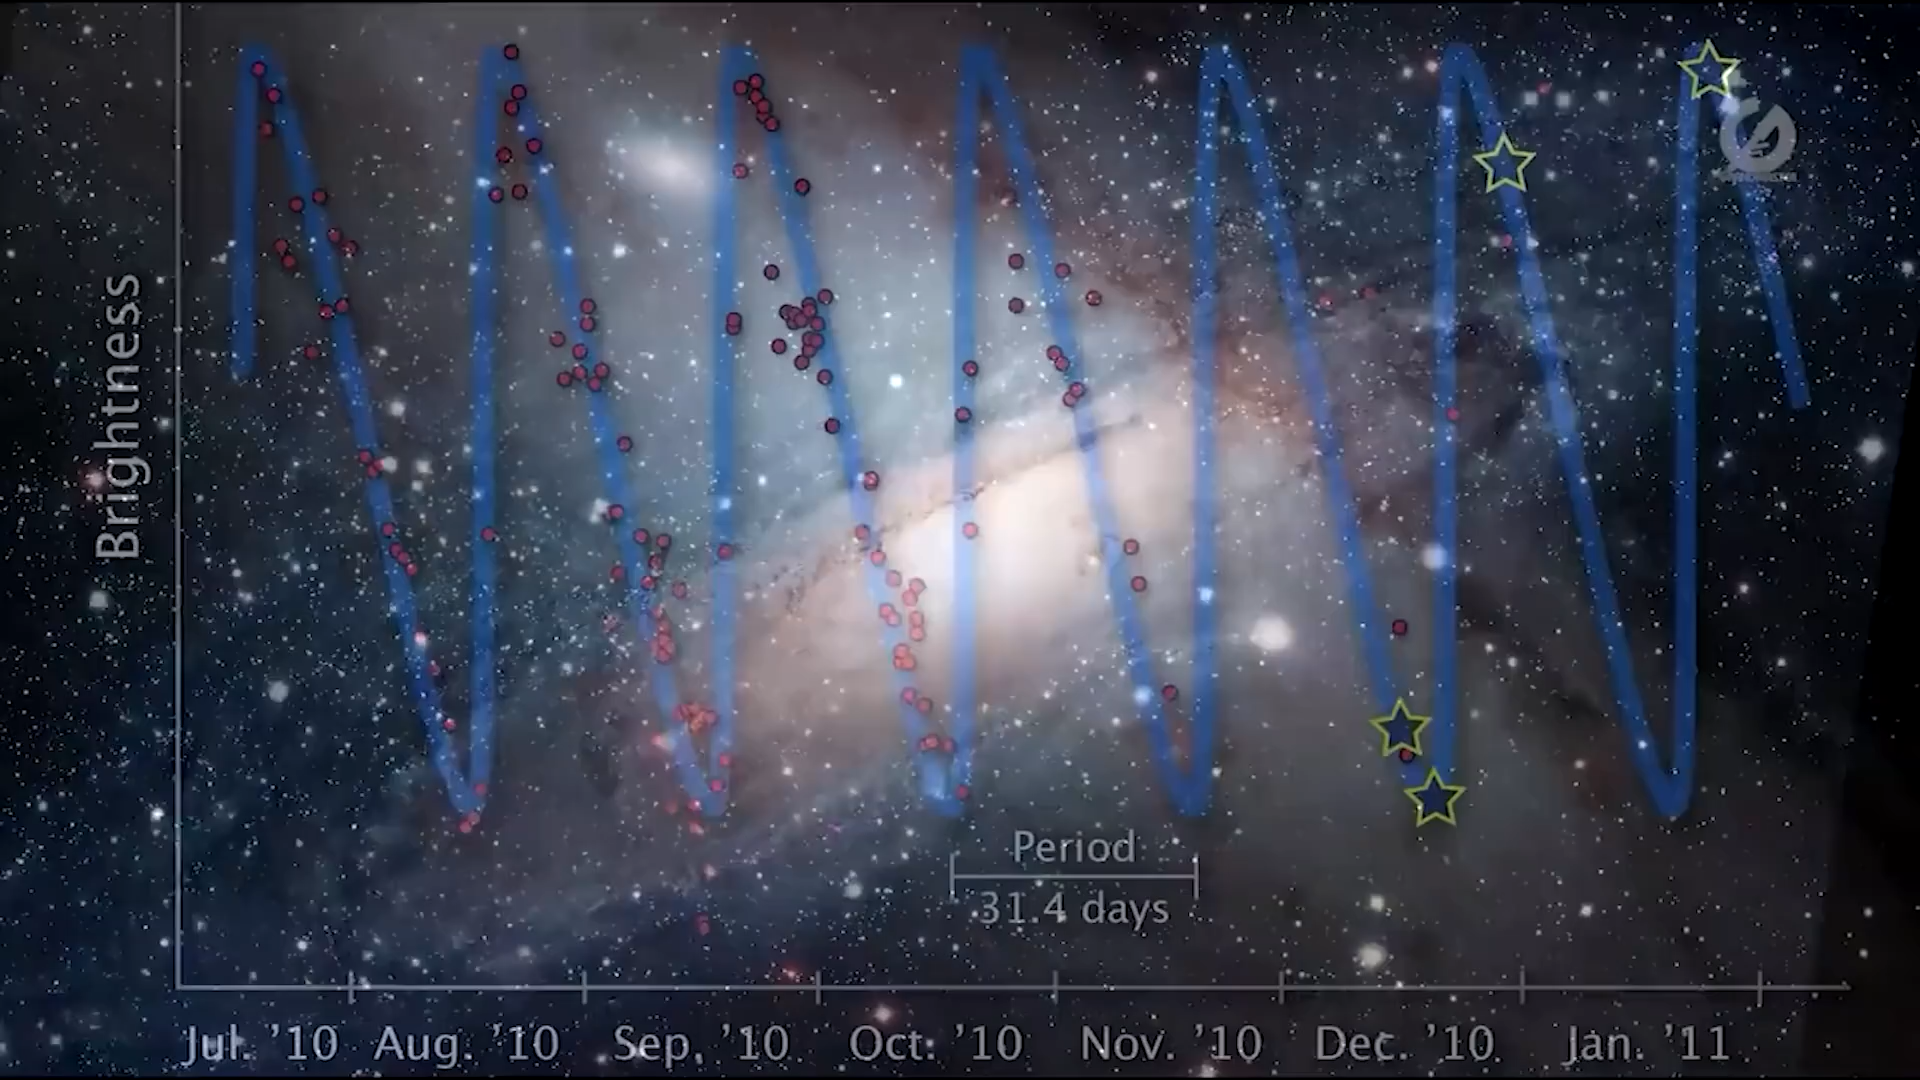 Brightness
Period
31.4 days
Jul. '10 Aug. '10 Sep. '10 Oct. '10 Nov. '10 Dec. '10 Jan. '11